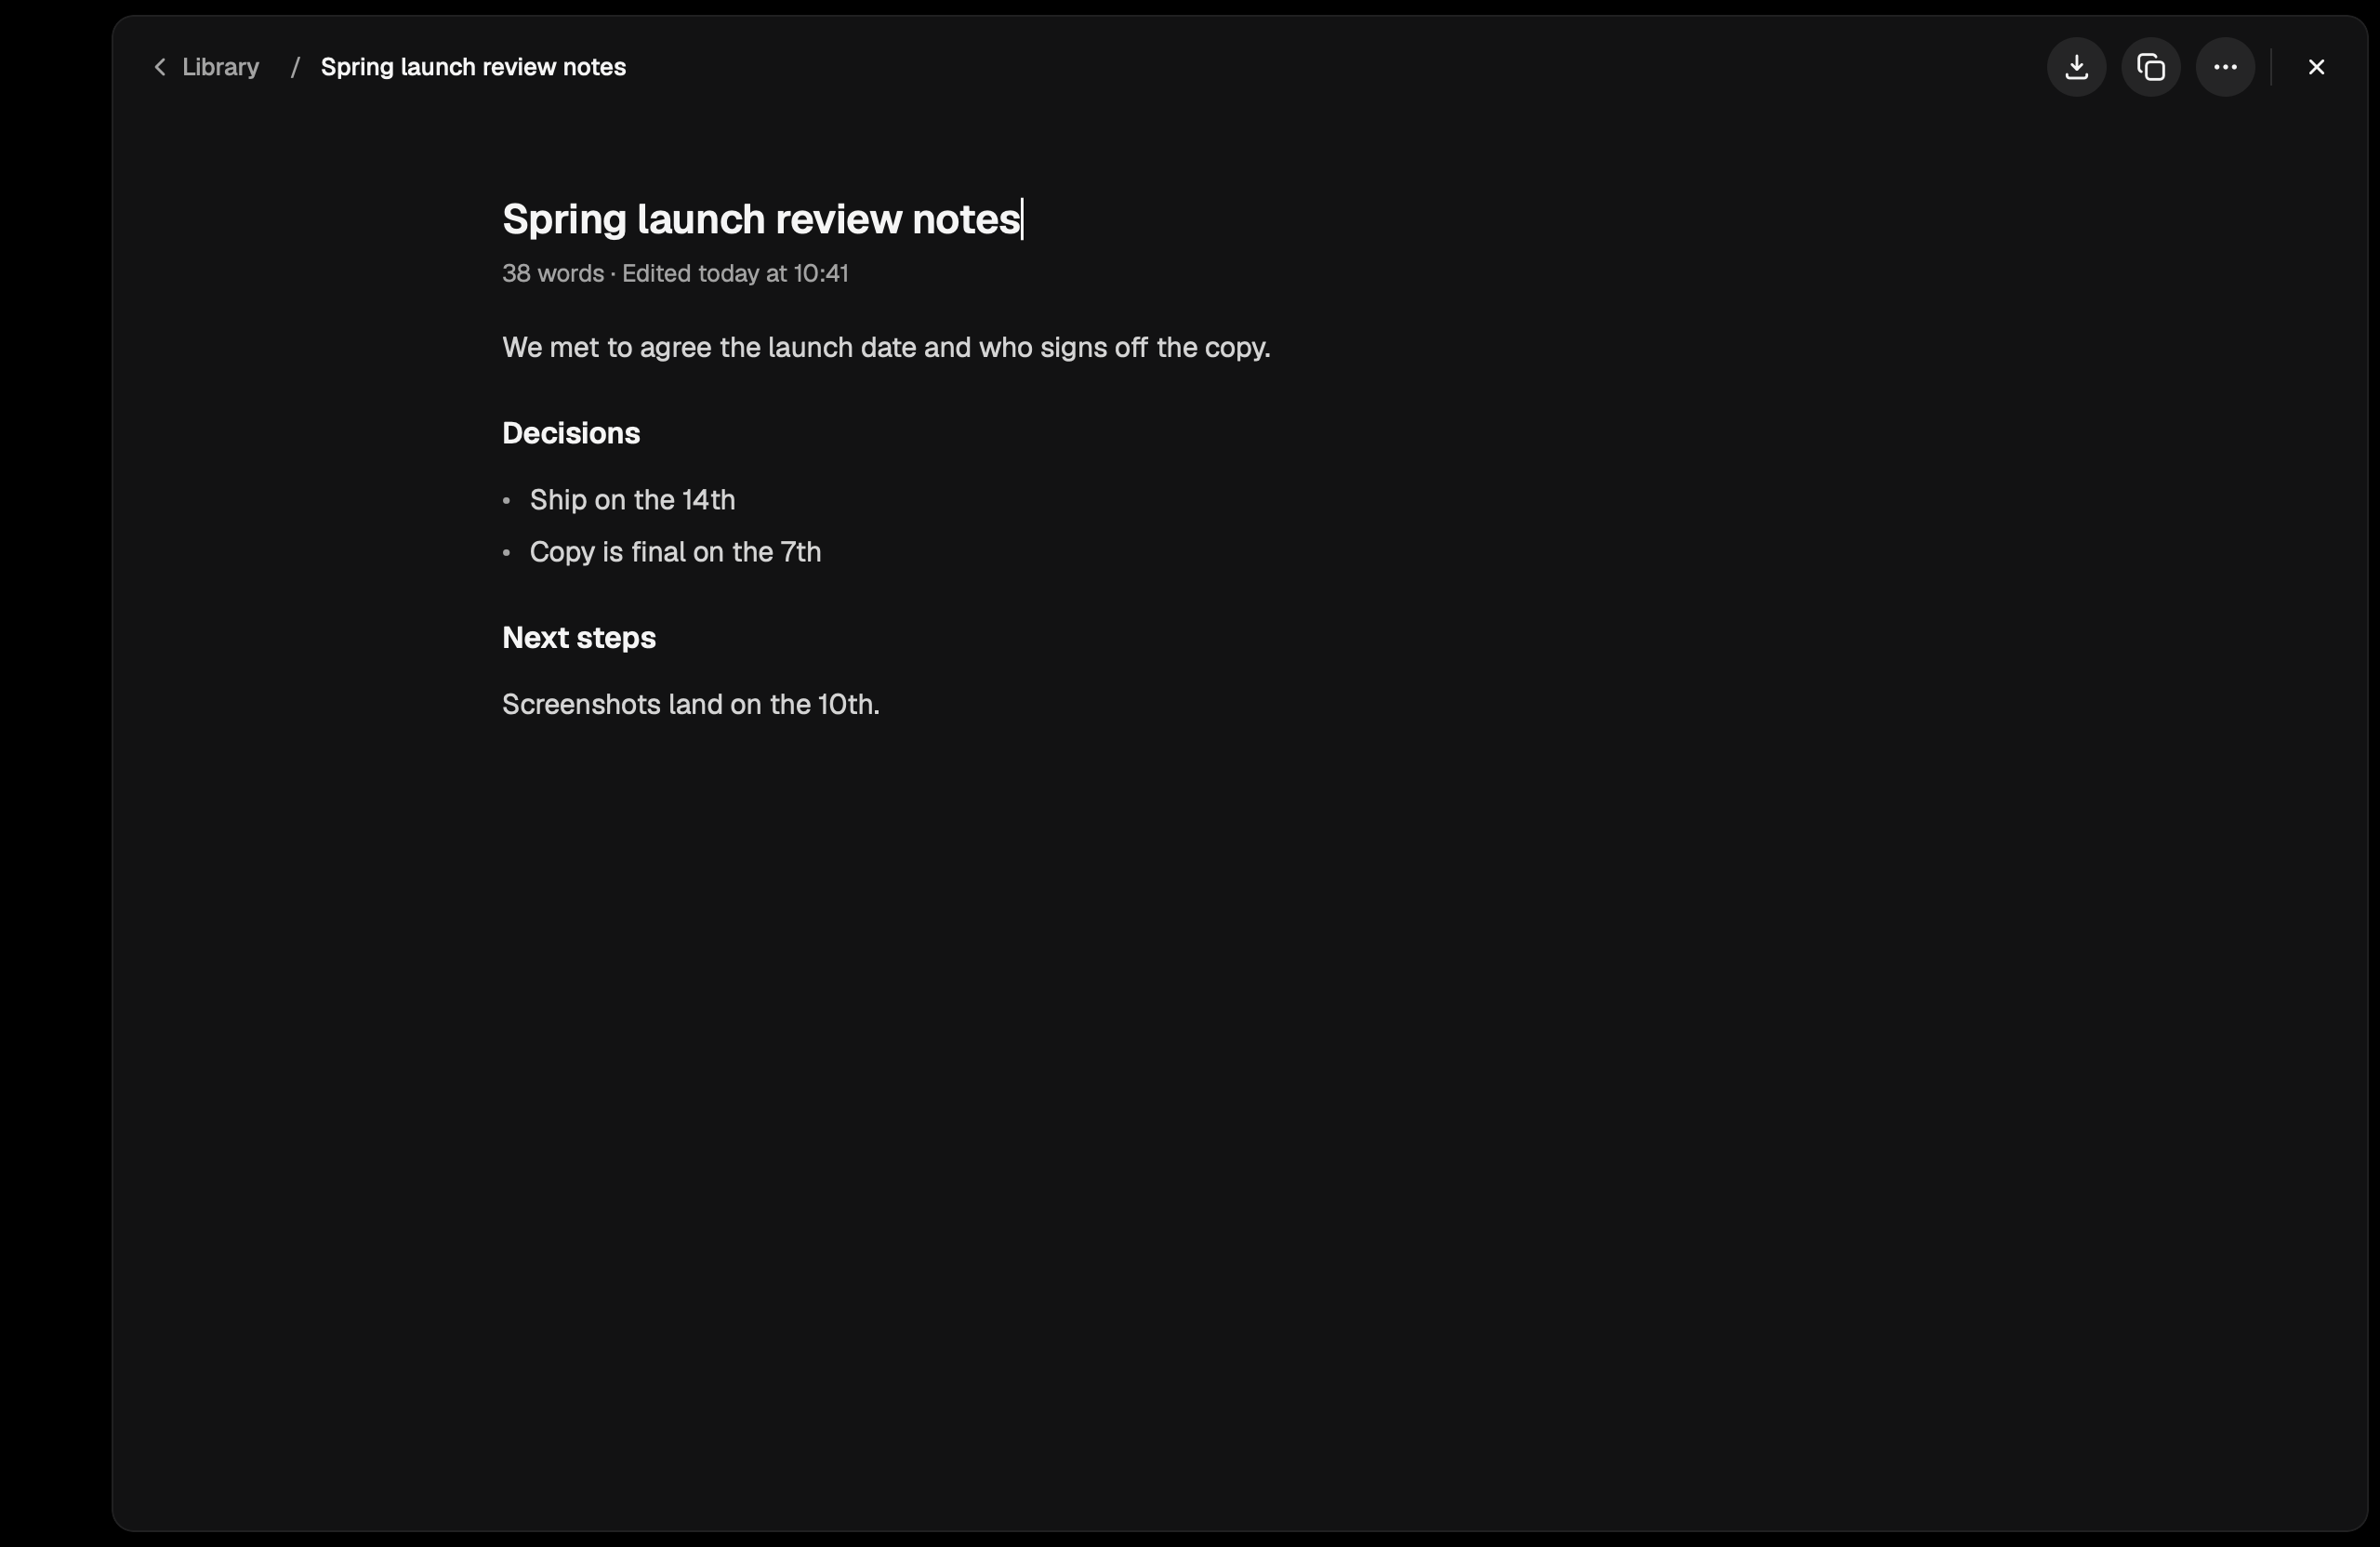 Library / Spring launch review notes
Spring launch review notes
38 words · Edited today at 10:41
We met to agree the launch date and who signs off the copy.
Decisions
• Ship on the 14th
• Copy is final on the 7th
Next steps
Screenshots land on the 10th.